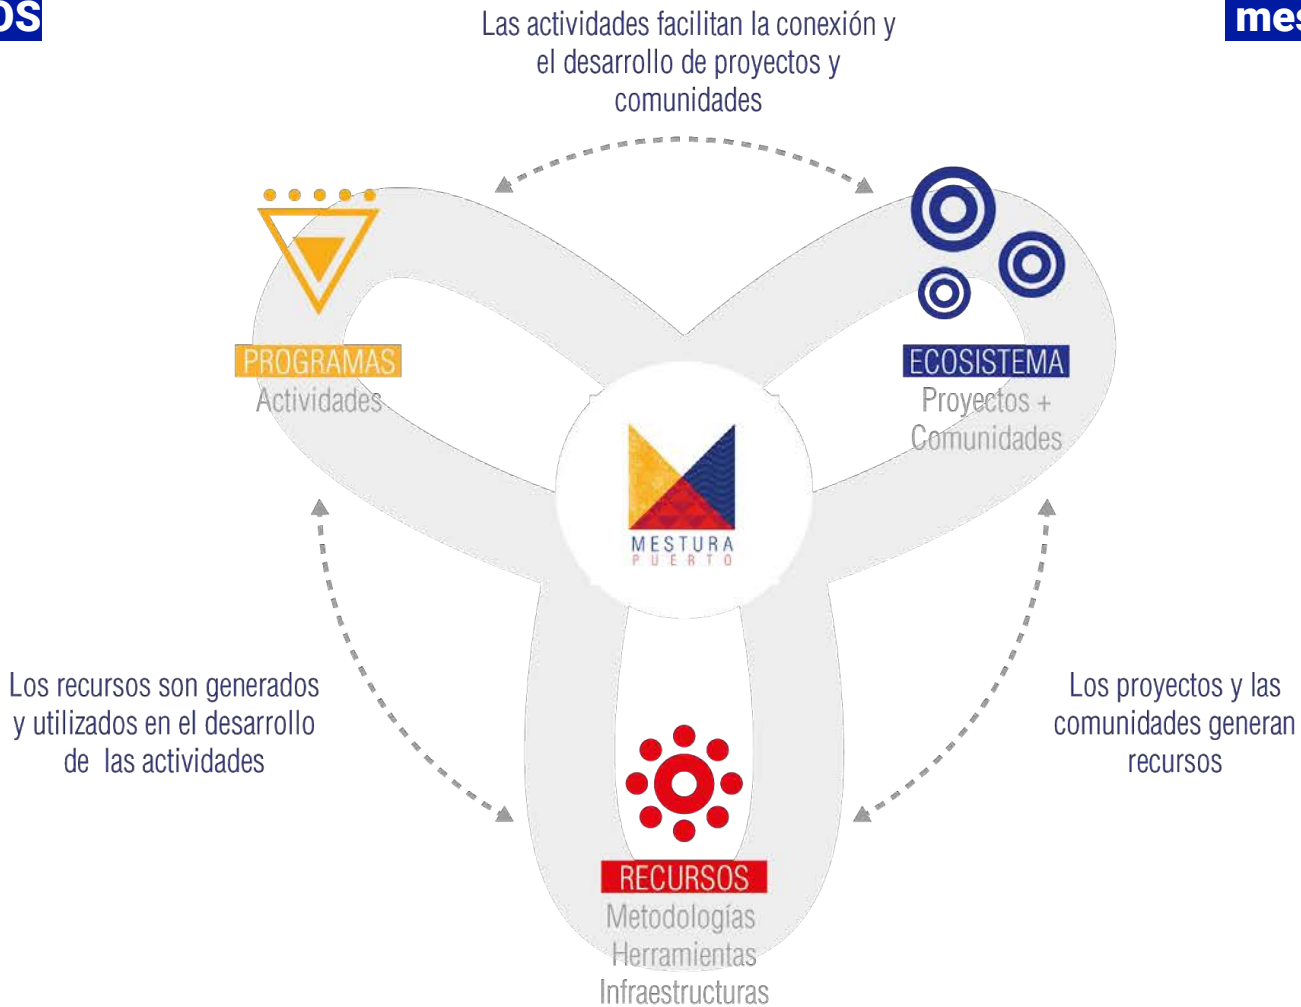 os
mes
Las actividades facilitan la conexión y
el desarrollo de proyectos y
comunidades
PROGRAMAS
Actividades
ECOSISTEMA
Proyectos +
Comunidades
MESTURA
PUERTO
Los recursos son generados
y utilizados en el desarrollo
de las actividades
Los proyectos y las
comunidades generan
recursos
RECURSOS
Metodologías
Herramientas
Infraestructuras